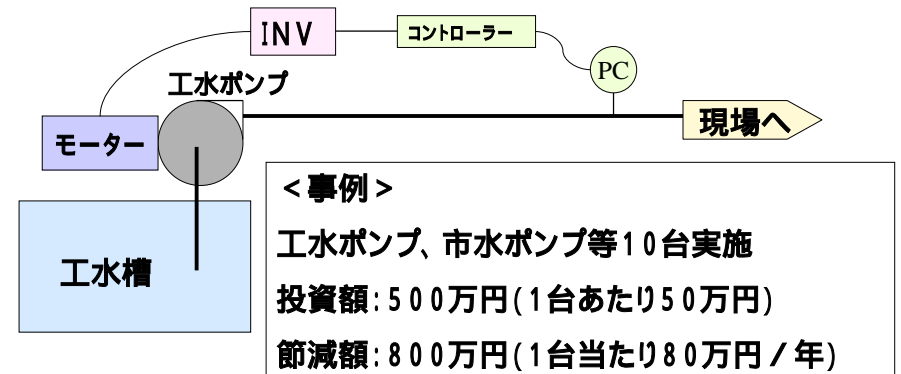 INV
コントローラー
PC
工水ポンプ
モーター
現場へ
工水槽
＜事例＞
工水ポンプ、市水ポンプ等10台実施
投資額:500万円(1台あたり50万円)
節減額:800万円(1台当たり80万円／年)